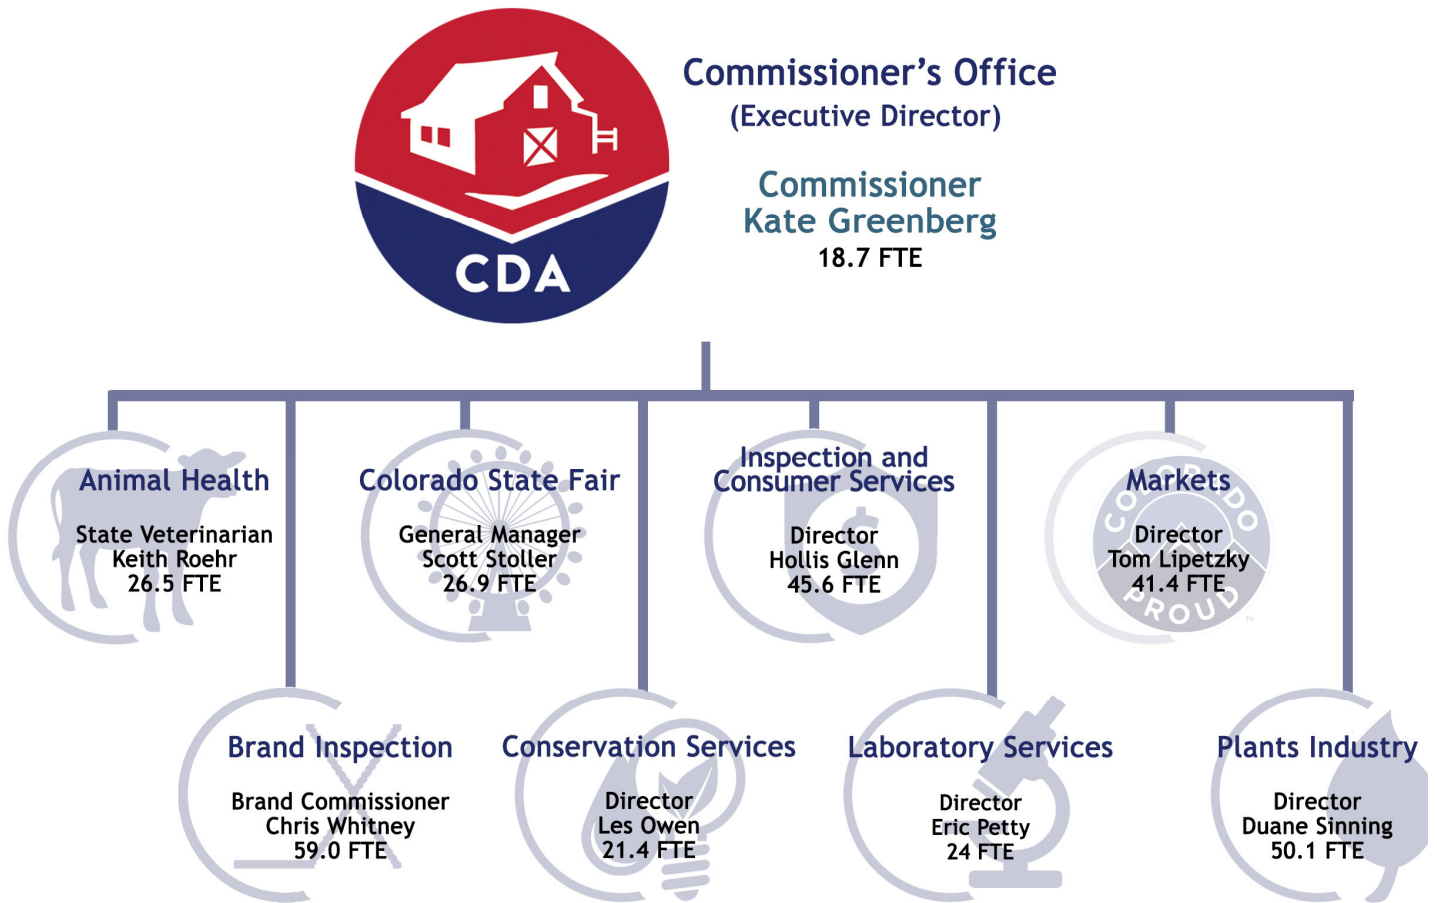 CDA
Commissioner’s Office
(Executive Director)
Commissioner
Kate Greenberg
18.7 FTE
Animal Health
State Veterinarian
Keith Roehr
26.5 FTE
Colorado State Fair
General Manager
Scott Stoller
26.9 FTE
Inspection and
Consumer Services
Director
Hollis Glenn
45.6 FTE
$
Markets
Director
Tom Lipetzky
41.4 FTE
COLORADO
PROUD
™
Brand Inspection
Brand Commissioner
Chris Whitney
59.0 FTE
Conservation Services
Director
Les Owen
21.4 FTE
Laboratory Services
Director
Eric Petty
24 FTE
Plants Industry
Director
Duane Sinning
50.1 FTE